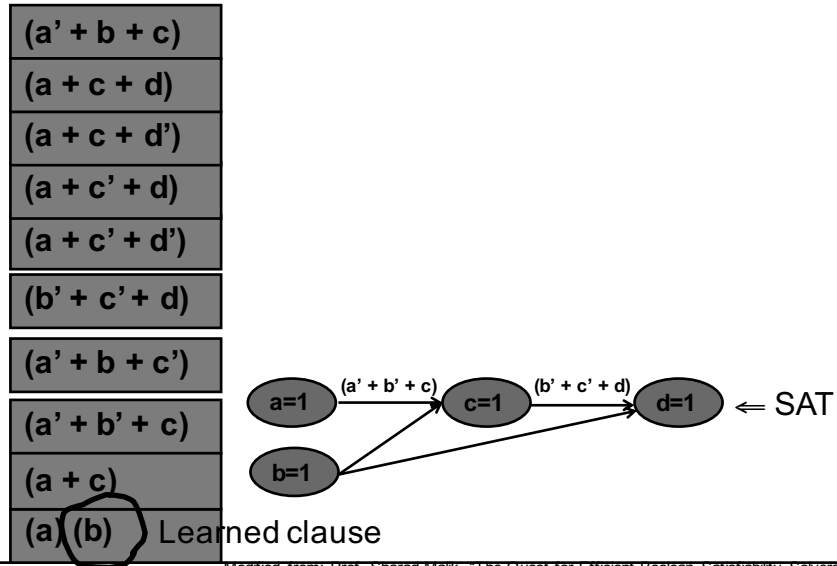 (a’ + b + c)
(a + c + d)
(a + c + d’)
(a + c’ + d)
(a + c’ + d’)
(b’ + c’ + d)
(a’ + b + c’)
(a’ + b’ + c)
(a + c)
(a) (b) Learned clause
(a’ + b’ + c) (b’ + c’ + d)
a=1 c=1 d=1 ⇐ SAT
b=1